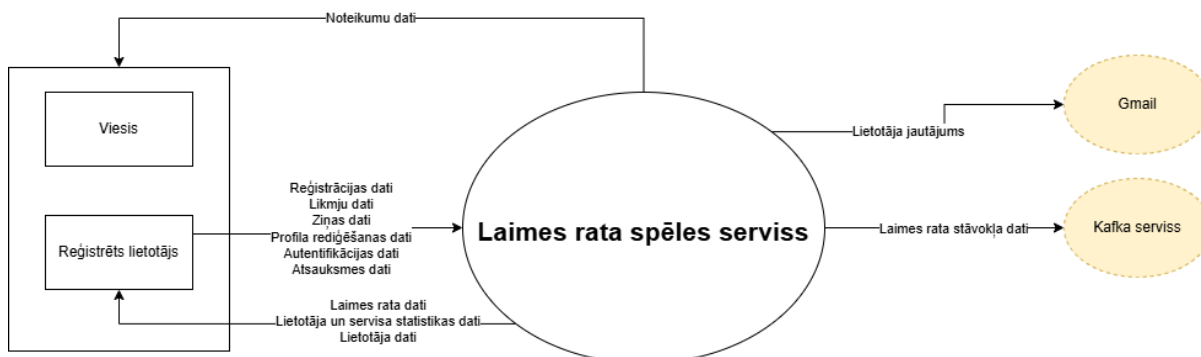 Noteikumu dati
Viesis
Gmail
Lietotāja jautājums
Reģistrācijas dati
Likmju dati
Ziņas dati
Profila rediģēšanas dati
Autentifikācijas dati
Atsauksmes dati
Reģistrēts lietotājs
Laimes rata spēles serviss
Laimes rata stāvokļa dati
Kafka serviss
Laimes rata dati
Lietotāja un servisa statistikas dati
Lietotāja dati